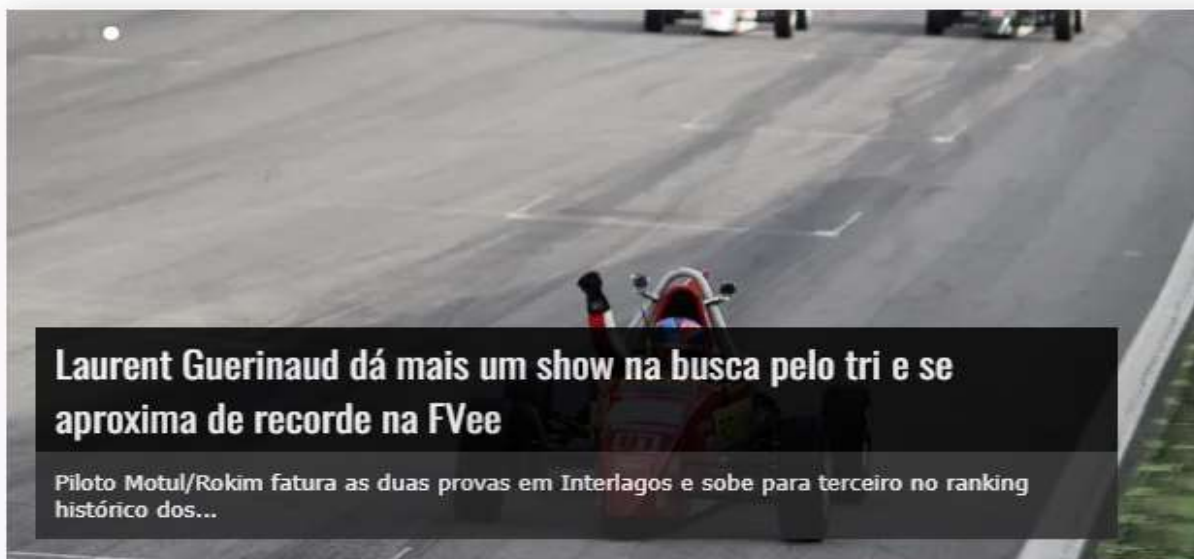 Laurent Guerinaud dá mais um show na busca pelo tri e se
aproxima de recorde na FVee
Piloto Motul/Rokim fatura as duas provas em Interlagos e sobe para terceiro no ranking
histórico dos...